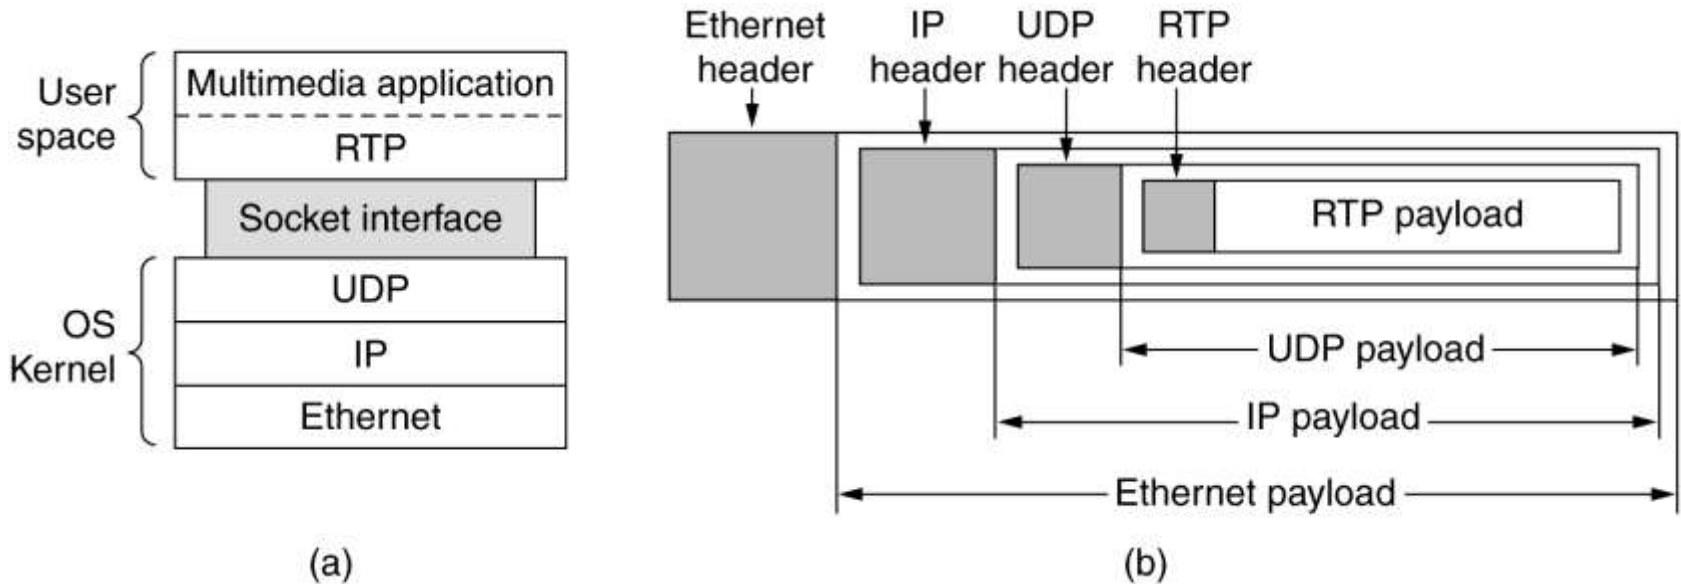 User
space
Multimedia application
RTP
Socket interface
OS
Kernel
UDP
IP
Ethernet
(a)
Ethernet
header
IP
header
UDP
header
RTP
header
RTP payload
UDP payload
IP payload
Ethernet payload
(b)